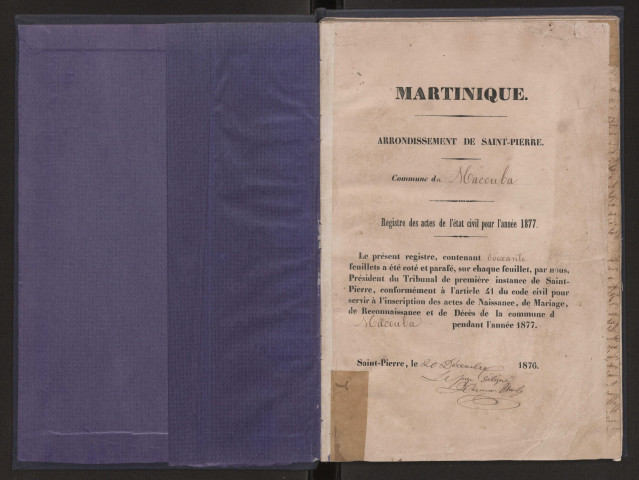 MARTINIQUE.
ARRONDISSEMENT DE SAINT-PIERRE.
Commune du Macouba
Registre des actes de l'état civil pour l'année 1877.
Le présent registre, contenant soixante
feuillets a été coté et parafé, sur chaque feuillet, par nous,
Président du Tribunal de première instance de Saint-
Pierre, conformément à l'article 41 du code civil pour
servir à l'inscription des actes de Naissance, de Mariage,
de Reconnaissance et de Décès de la commune d
Macouba pendant l'année 1877.
Saint-Pierre, le 20 Décembre 1876.
Le juge